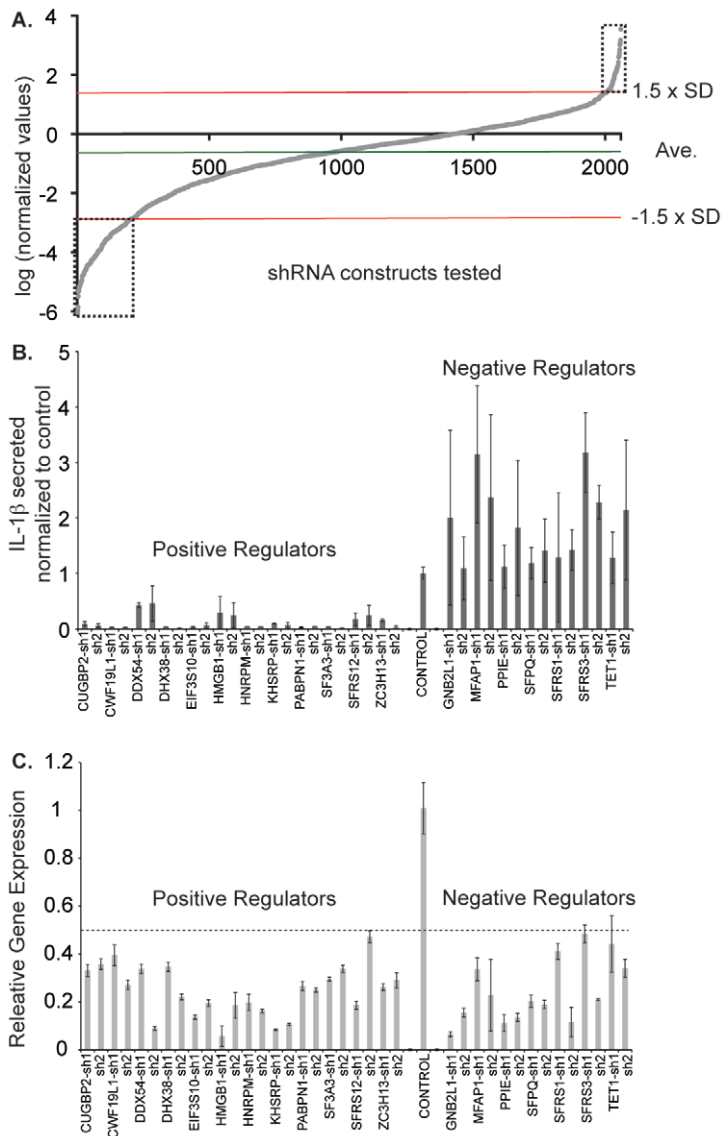 A.
4
2
0
-2
-4
-6
log (normalized values)
500
1000
1500
2000
1.5 x SD
Ave.
-1.5 x SD
shRNA constructs tested
B.
5
4
3
2
1
0
IL-1β secreted
normalized to control
Positive Regulators
Negative Regulators
CUGBP2-sh1
sh2
CWF19L1-sh1
sh2
DDX54-sh1
sh2
DHX38-sh1
sh2
EIF3S10-sh1
sh2
HMGB1-sh1
sh2
HNRPM-sh1
sh2
KHSRP-sh1
sh2
PABPN1-sh1
sh2
SF3A3-sh1
sh2
SFRS12-sh1
sh2
ZC3H13-sh1
sh2
CONTROL
GNB2L1-sh1
sh2
MFAP1-sh1
sh2
PPIE-sh1
sh2
SFPQ-sh1
sh2
SFRS1-sh1
sh2
SFRS3-sh1
sh2
TET1-sh1
sh2
C.
1.2
1
0.8
0.6
0.4
0.2
0
Releative Gene Expression
Positive Regulators
Negative Regulators
CUGBP2-sh1
sh2
CWF19L1-sh1
sh2
DDX54-sh1
sh2
DHX38-sh1
sh2
EIF3S10-sh1
sh2
HMGB1-sh1
sh2
HNRPM-sh1
sh2
KHSRP-sh1
sh2
PABPN1-sh1
sh2
SF3A3-sh1
sh2
SFRS12-sh1
sh2
ZC3H13-sh1
sh2
CONTROL
GNB2L1-sh1
sh2
MFAP1-sh1
sh2
PPIE-sh1
sh2
SFPQ-sh1
sh2
SFRS1-sh1
sh2
SFRS3-sh1
sh2
TET1-sh1
sh2